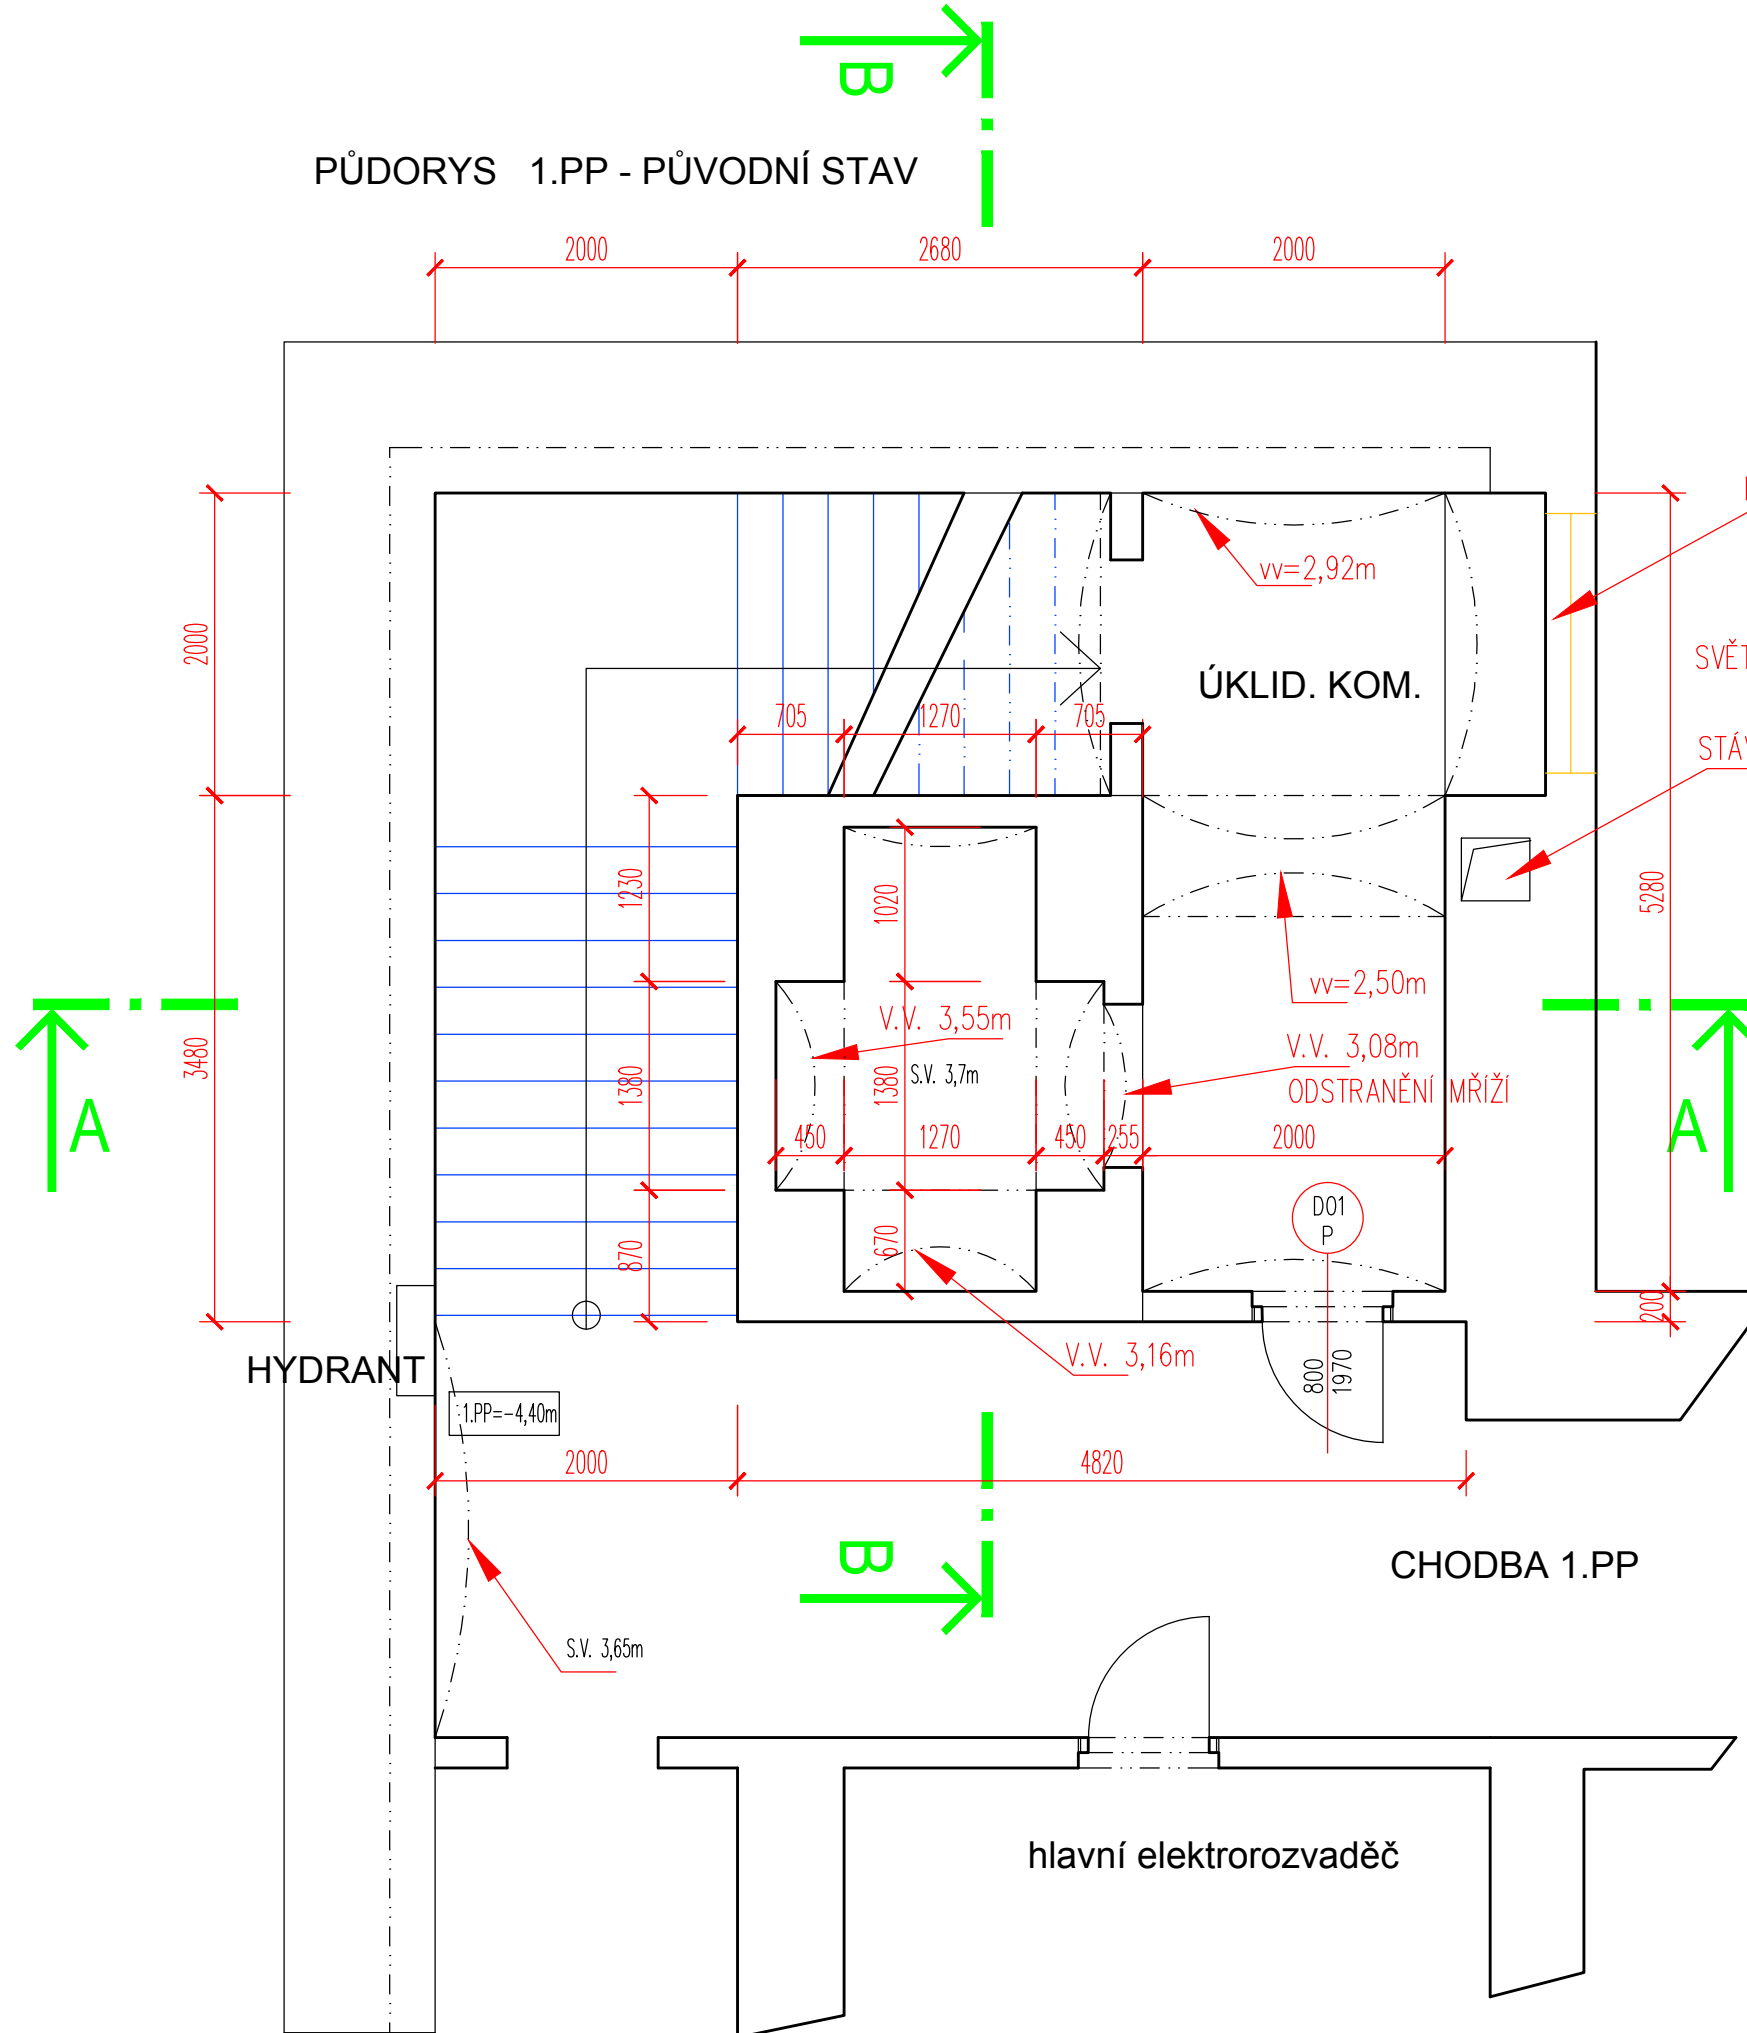 B
PŮDORYS 1.PP - PŮVODNÍ STAV
2000
2680
2000
vv=2,92m
2000
SVĚT
ÚKLID. KOM.
705
1270
705
STÁV
1230
1020
5280
vv=2,50m
V.V. 3,55m
3480
V.V. 3,08m
1380
1380
S.V. 3,7m
ODSTRANĚNÍ MŘÍŽÍ
A
A
450
1270
450
255
2000
D01
P
870
670
200
V.V. 3,16m
HYDRANT
800
1970
1.PP=-4,40m
2000
4820
B
CHODBA 1.PP
S.V. 3,65m
hlavní elektrorozvaděč